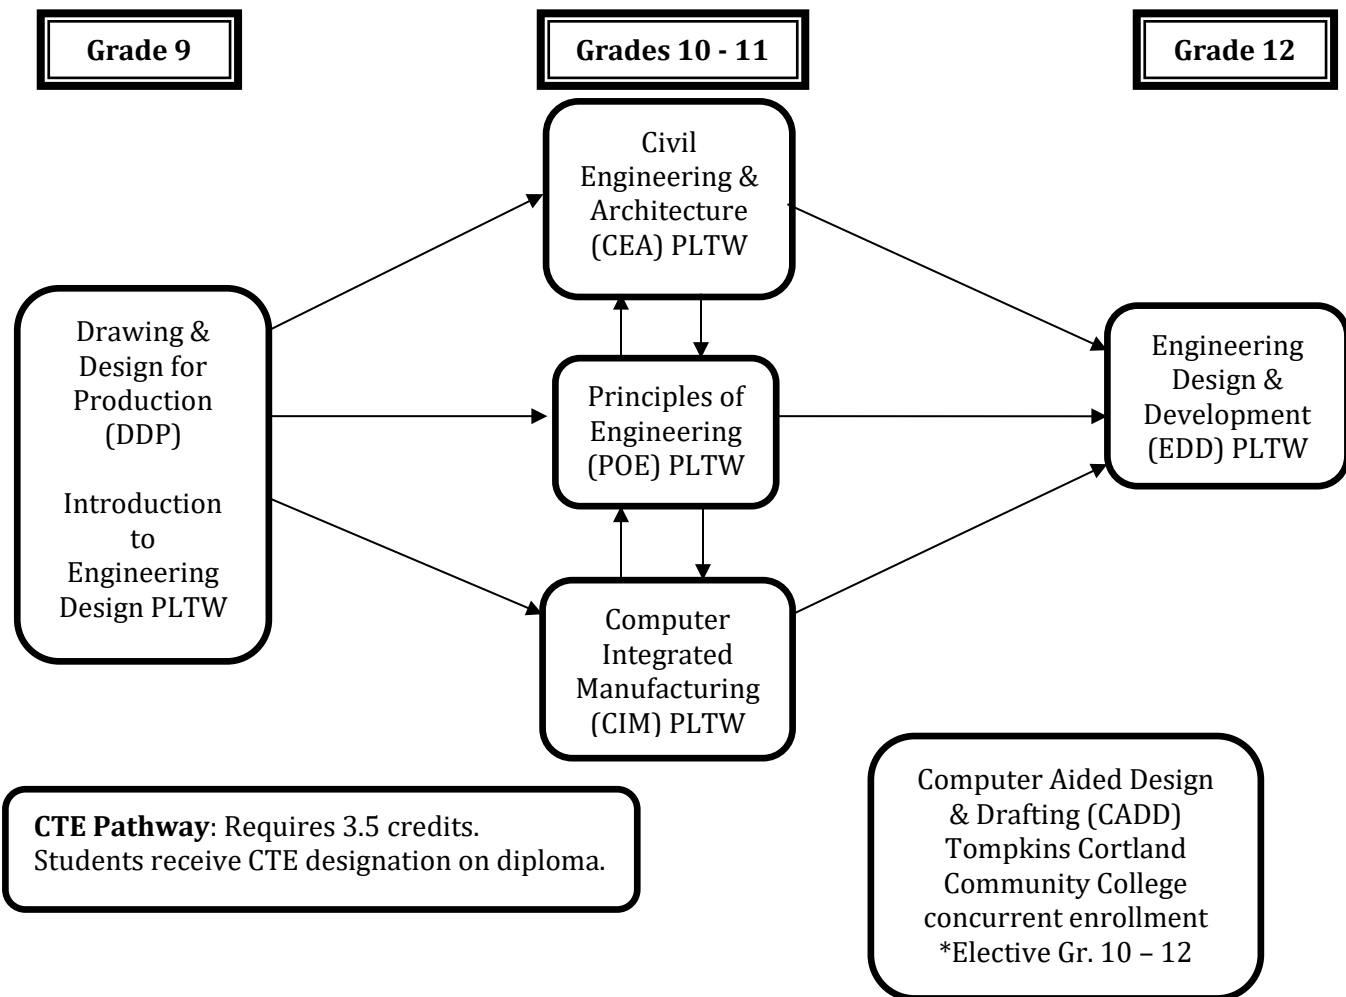 Grade 9
Grades 10 - 11
Grade 12
Civil
Engineering &
Architecture
(CEA) PLTW
Drawing &
Design for
Production
(DDP)
Introduction
to
Engineering
Design PLTW
Principles of
Engineering
(POE) PLTW
Engineering
Design &
Development
(EDD) PLTW
Computer
Integrated
Manufacturing
(CIM) PLTW
CTE Pathway: Requires 3.5 credits.
Students receive CTE designation on diploma.
Computer Aided Design
& Drafting (CADD)
Tompkins Cortland
Community College
concurrent enrollment
*Elective Gr. 10 – 12